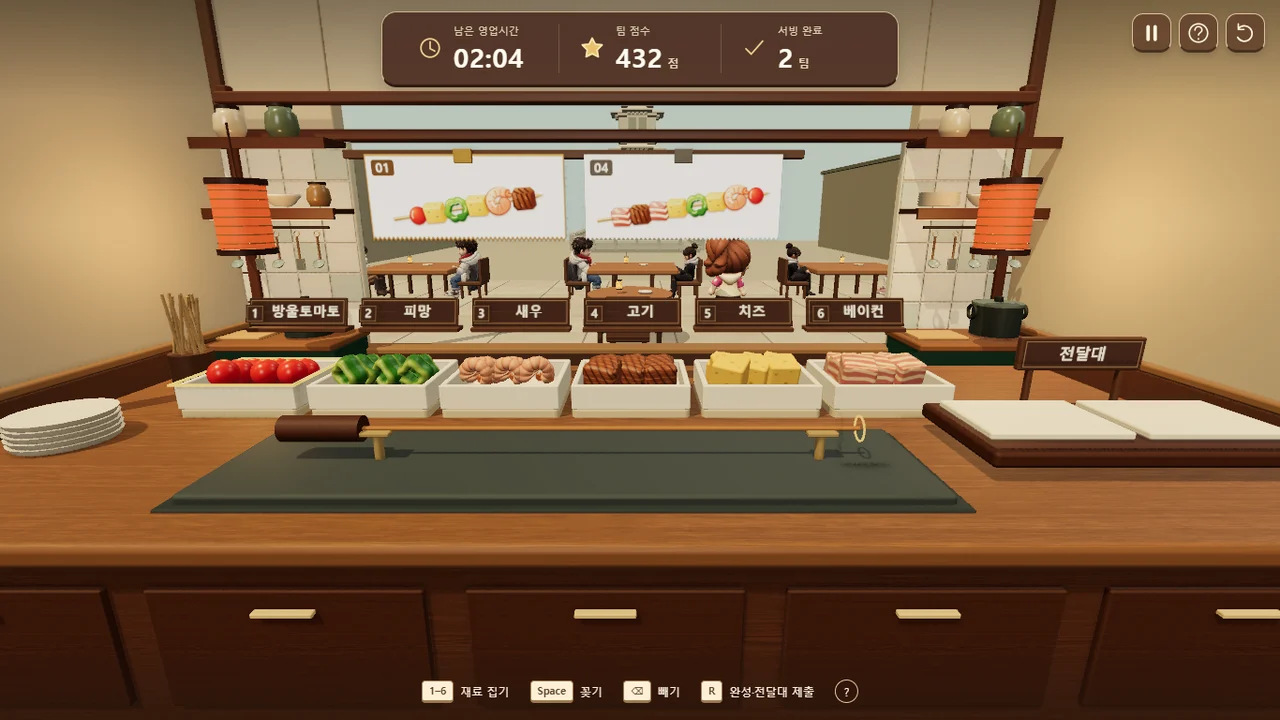 남은 영업시간
02:04
팀 점수
432 점
서빙 완료
2 팀
01
04
1 방울토마토
2 피망
3 새우
4 고기
5 치즈
6 베이컨
전달대
1–6 재료 집기
Space 꽂기
⌫ 빼기
R 완성·전달대 제출
?